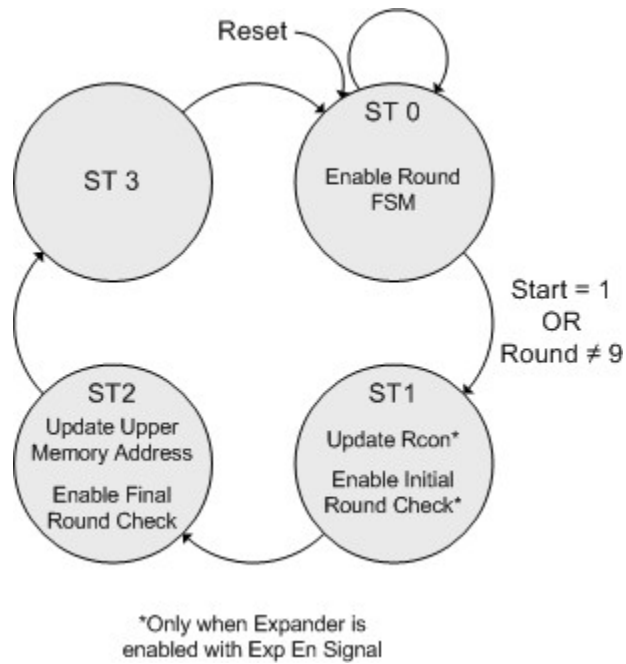 Reset
ST 0
Enable Round
FSM
ST 3
Start = 1
OR
Round ≠ 9
ST2
Update Upper
Memory Address
Enable Final
Round Check
ST1
Update Rcon*
Enable Initial
Round Check*
*Only when Expander is
enabled with Exp En Signal